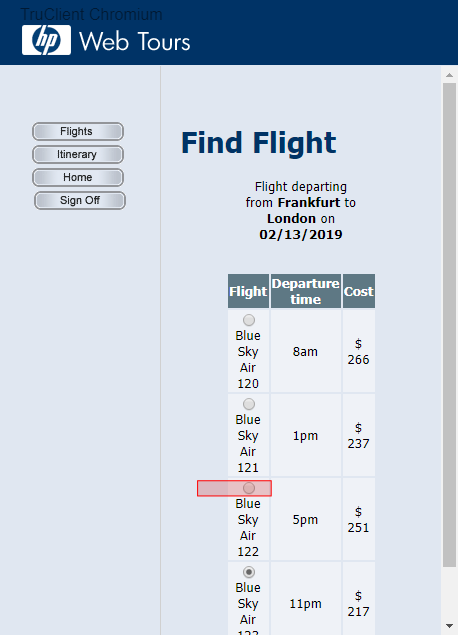 TruClient Chromium
hp
Web Tours
Flights
Itinerary
Home
Sign Off
Find Flight
Flight departing
from Frankfurt to
London on
02/13/2019
Flight
Departure
time
Cost
Blue
Sky
Air
120
8am
$
266
Blue
Sky
Air
121
1pm
$
237
Blue
Sky
Air
122
5pm
$
251
Blue
Sky
Air
11pm
$
217